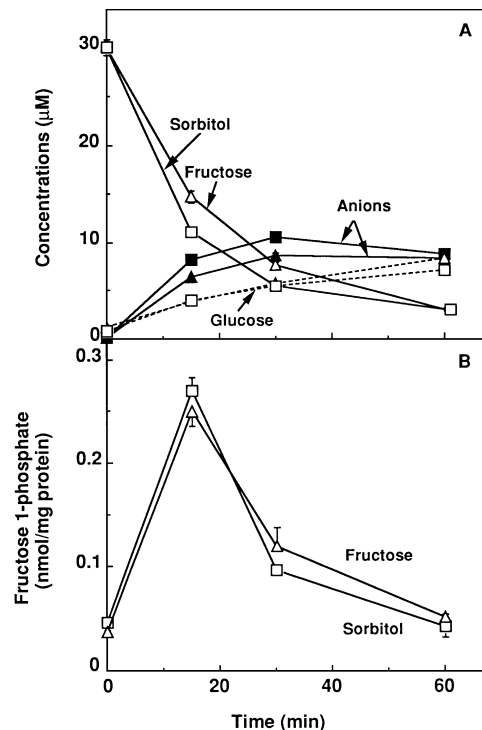 A
30
20
10
0
Concentrations (μM)
Sorbitol
Fructose
Anions
Glucose
B
0.3
0.2
0.1
0
Fructose 1-phosphate
(nmol/mg protein)
Fructose
Sorbitol
0 20 40 60
Time (min)